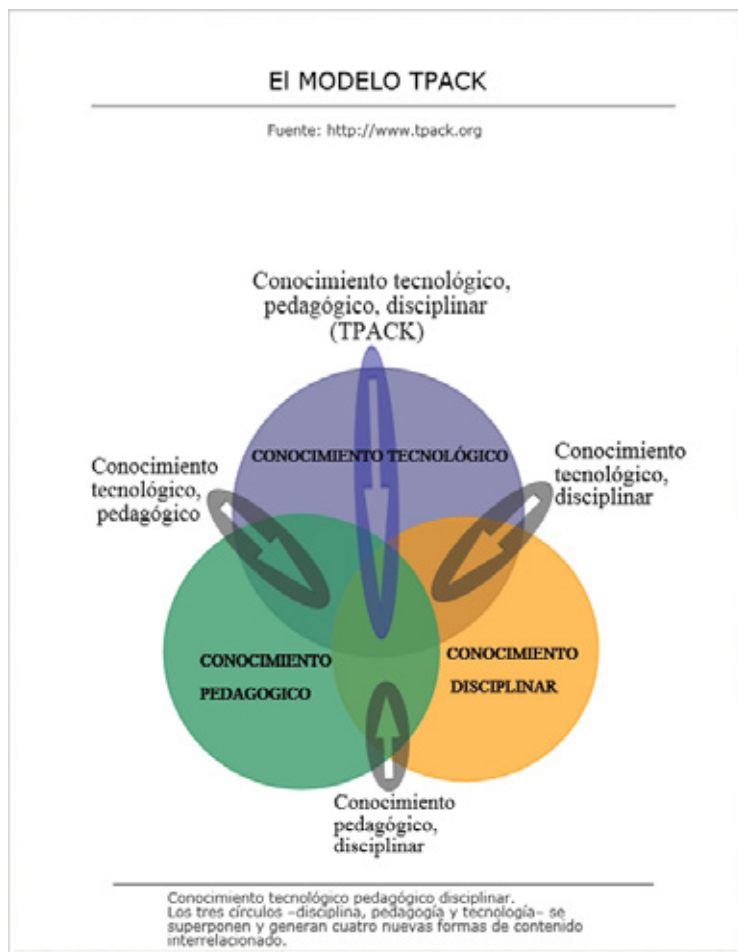 El MODELO TPACK
Fuente: http://www.tpack.org
Conocimiento tecnológico,
pedagógico, disciplinar
(TPACK)
CONOCIMIENTO TECNOLÓGICO
Conocimiento
tecnológico,
pedagógico
Conocimiento
tecnológico,
disciplinar
CONOCIMIENTO
PEDAGOGICO
CONOCIMIENTO
DISCIPLINAR
Conocimiento
pedagógico,
disciplinar
Conocimiento tecnológico pedagógico disciplinar.
Los tres círculos –disciplina, pedagogía y tecnología– se
superponen y generan cuatro nuevas formas de contenido
interrelacionado.